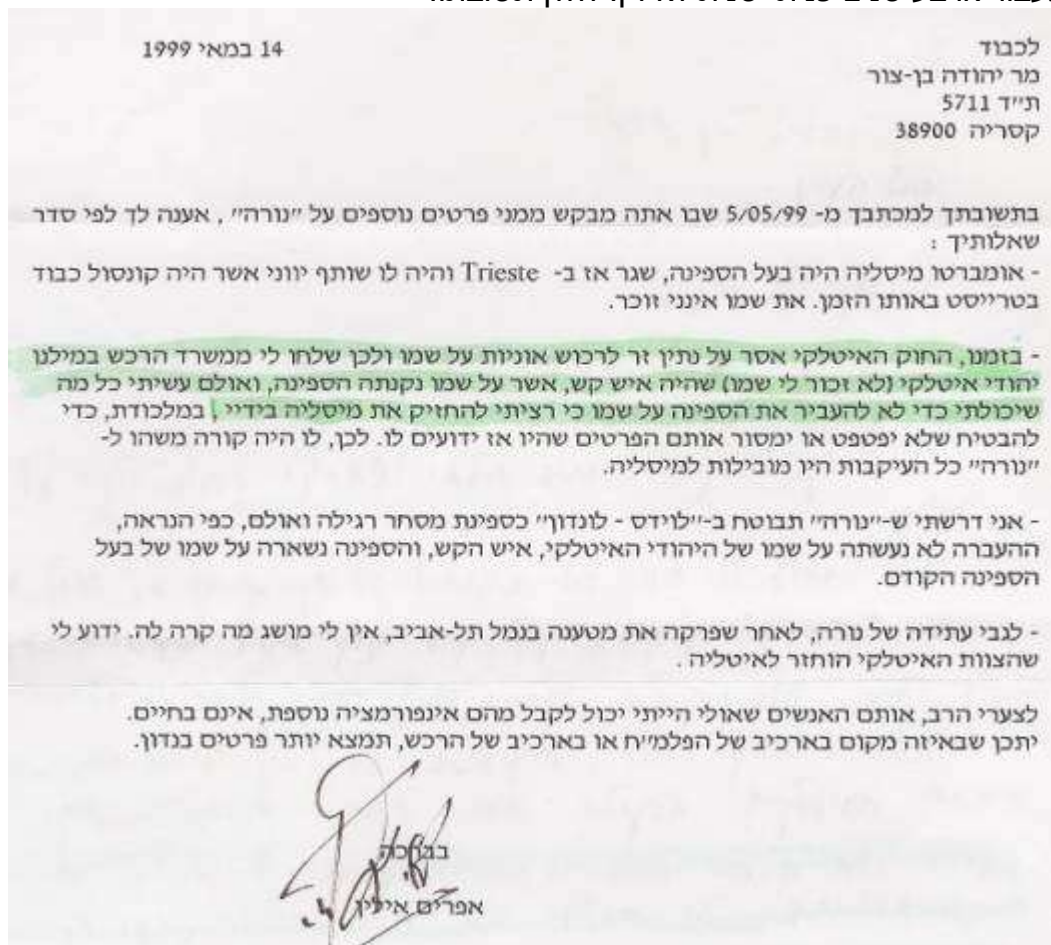 14 במאי 1999
לכבוד
מר יהודה בן-צור
ת״ד 5711
קסריה 38900
בתשובתך למכתבך מ- 5/05/99 שבו אתה מבקש ממני פרטים נוספים על ״נורה״ , אענה לך לפי סדר
שאלותיך :
- אומברטו מיסליה היה בעל הספינה, שגר אז ב- Trieste והיה לו שותף יווני אשר היה קונסול כבוד
בטרייסט באותו הזמן. את שמו אינני זוכר.
- בזמנו, החוק האיטלקי אסר על נתין זר לרכוש אוניות על שמו ולכן שלחו לי ממשרד הרכש במילנו
יהודי איטלקי (לא זכור לי שמו) שהיה איש קש, אשר על שמו נקנתה הספינה, ואולם עשיתי כל מה
שיכולתי כדי לא להעביר את הספינה על שמו כי רציתי להחזיק את מיסליה בידיי , במלכודת, כדי
להבטיח שלא יפטפט או ימסור אותם הפרטים שהיו אז ידועים לו. לכן, לו היה קורה משהו ל-
״נורה״ כל העיקבות היו מובילות למיסליה.
- אני דרשתי ש-״נורה״ תבוטח ב-״לוידס - לונדון״ כספינת מסחר רגילה ואולם, כפי הנראה,
ההעברה לא נעשתה על שמו של היהודי האיטלקי, איש הקש, והספינה נשארה על שמו של בעל
הספינה הקודם.
- לגבי עתידה של נורה, לאחר שפרקה את מטענה בנמל תל-אביב, אין לי מושג מה קרה לה. ידוע לי
שהצוות האיטלקי הוחזר לאיטליה .
לצערי הרב, אותם האנשים שאולי הייתי יכול לקבל מהם אינפורמציה נוספת, אינם בחיים.
יתכן שבאיזה מקום בארכיב של הפלמ״ח או בארכיב של הרכש, תמצא יותר פרטים בנדון.
בברכה
אפרים אילין